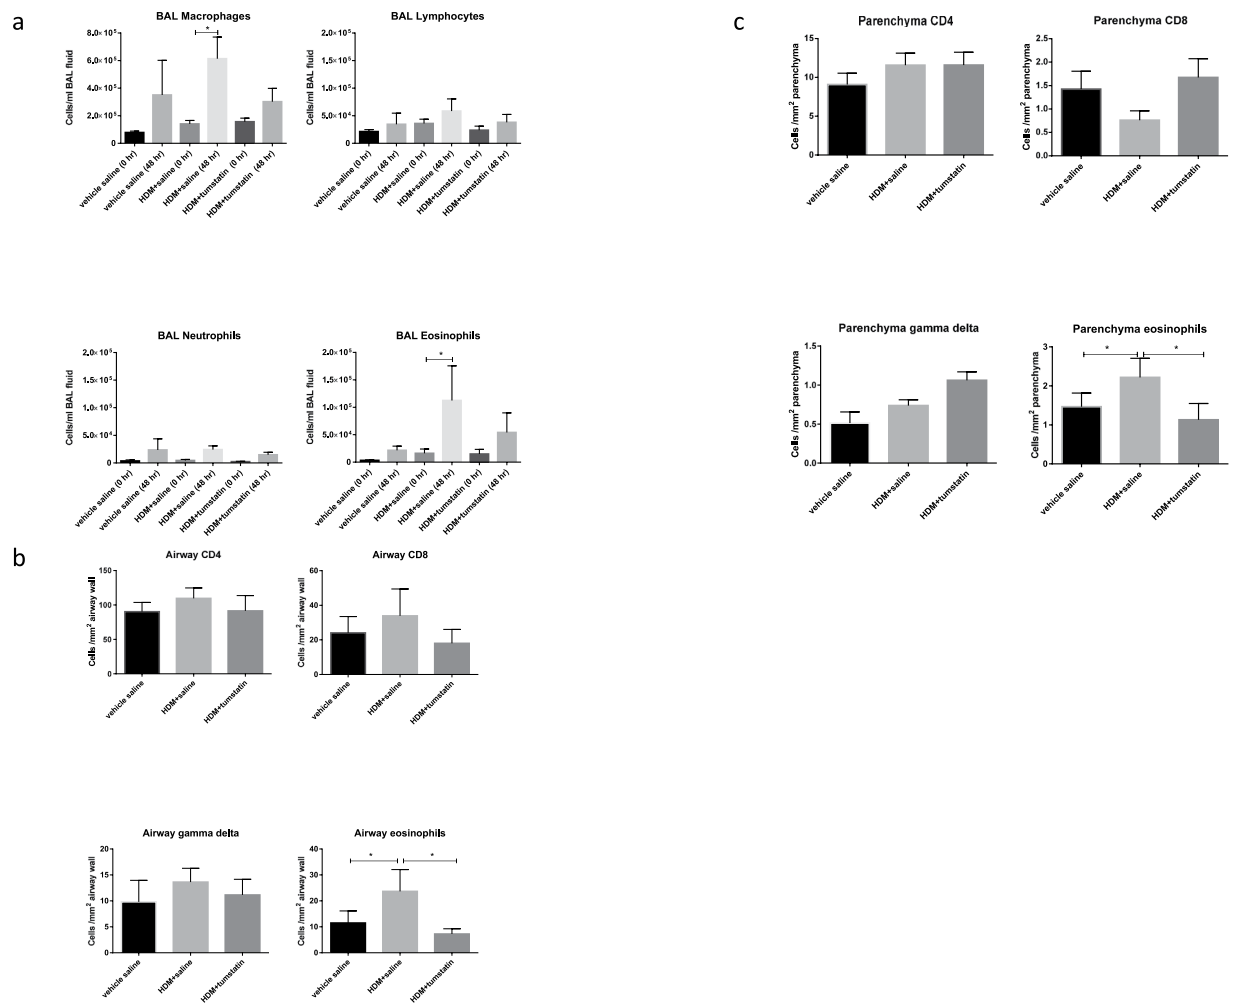 a
BAL Macrophages
Cells/ml BAL fluid
8.0×10⁵
6.0×10⁵
4.0×10⁵
2.0×10⁵
0
*
vehicle saline (0 hr)
vehicle saline (48 hr)
HDM+saline (0 hr)
HDM+saline (48 hr)
HDM+tumstatin (0 hr)
HDM+tumstatin (48 hr)
BAL Lymphocytes
Cells/ml BAL fluid
2.0×10⁵
1.5×10⁵
1.0×10⁵
5.0×10⁴
0
vehicle saline (0 hr)
vehicle saline (48 hr)
HDM+saline (0 hr)
HDM+saline (48 hr)
HDM+tumstatin (0 hr)
HDM+tumstatin (48 hr)
BAL Neutrophils
Cells/ml BAL fluid
2.0×10⁵
1.5×10⁵
1.0×10⁵
5.0×10⁴
0
vehicle saline (0 hr)
vehicle saline (48 hr)
HDM+saline (0 hr)
HDM+saline (48 hr)
HDM+tumstatin (0 hr)
HDM+tumstatin (48 hr)
BAL Eosinophils
Cells/ml BAL fluid
2.0×10⁵
1.5×10⁵
1.0×10⁵
5.0×10⁴
0
*
vehicle saline (0 hr)
vehicle saline (48 hr)
HDM+saline (0 hr)
HDM+saline (48 hr)
HDM+tumstatin (0 hr)
HDM+tumstatin (48 hr)
b
Airway CD4
Cells /mm² airway wall
150
100
50
0
vehicle saline
HDM+saline
HDM+tumstatin
Airway CD8
Cells /mm² airway wall
60
40
20
0
vehicle saline
HDM+saline
HDM+tumstatin
Airway gamma delta
Cells /mm² airway wall
20
15
10
5
0
vehicle saline
HDM+saline
HDM+tumstatin
Airway eosinophils
Cells /mm² airway wall
40
30
20
10
0
*
*
vehicle saline
HDM+saline
HDM+tumstatin
c
Parenchyma CD4
Cells /mm² parenchyma
15
10
5
0
vehicle saline
HDM+saline
HDM+tumstatin
Parenchyma CD8
Cells /mm² parenchyma
2.5
2.0
1.5
1.0
0.5
0.0
vehicle saline
HDM+saline
HDM+tumstatin
Parenchyma gamma delta
Cells /mm² parenchyma
1.5
1.0
0.5
0.0
vehicle saline
HDM+saline
HDM+tumstatin
Parenchyma eosinophils
Cells /mm² parenchyma
3
2
1
0
*
*
vehicle saline
HDM+saline
HDM+tumstatin